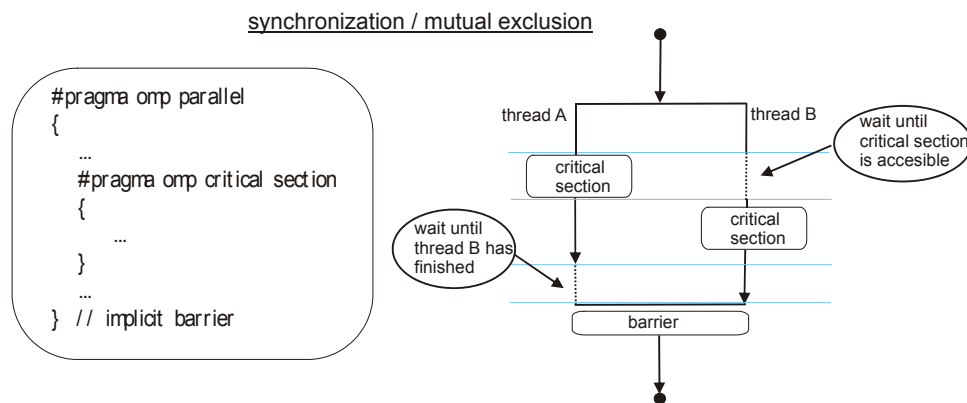 synchronization / mutual exclusion
#pragma omp parallel
{
...
#pragma omp critical section
{
...
}
...
} // implicit barrier
thread A
thread B
wait until
critical section
is accesible
critical
section
critical
section
wait until
thread B has
finished
barrier